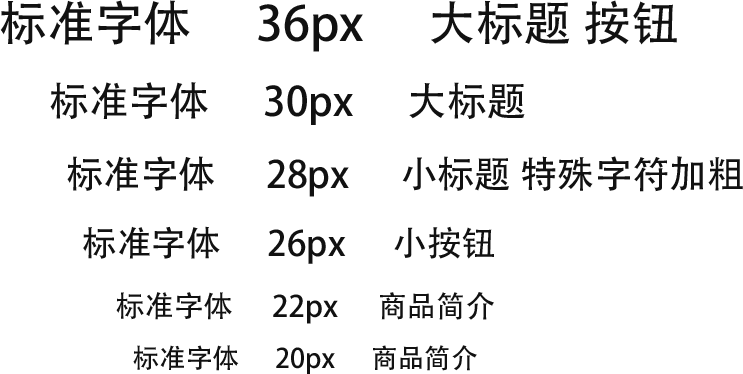 标准字体 36px 大标题 按钮
标准字体 30px 大标题
标准字体 28px 小标题 特殊字符加粗
标准字体 26px 小按钮
标准字体 22px 商品简介
标准字体 20px 商品简介